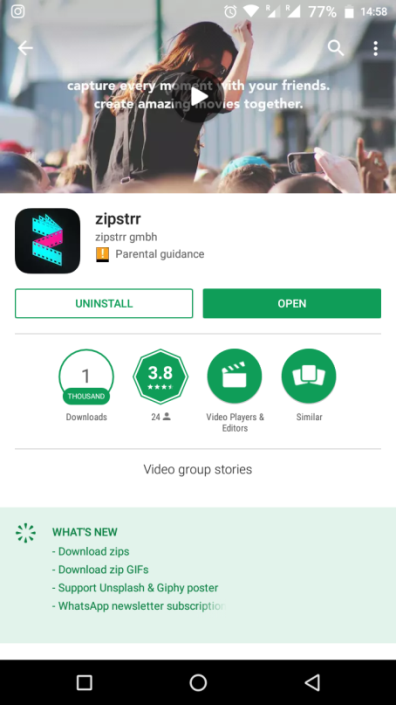 R R 77% 14:58
capture every moment with your friends.
create amazing movies together.
zipstrr
zipstrr gmbh
! Parental guidance
UNINSTALL
OPEN
1
THOUSAND
Downloads
3.8
24
Video Players &
Editors
Similar
Video group stories
WHAT'S NEW
- Download zips
- Download zip GIFs
- Support Unsplash & Giphy poster
- WhatsApp newsletter subscription